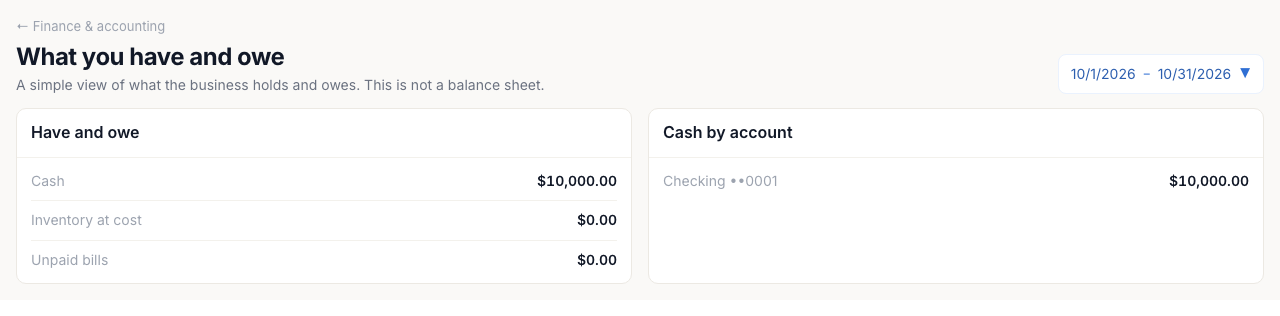 ← Finance & accounting
What you have and owe
A simple view of what the business holds and owes. This is not a balance sheet.
10/1/2026 – 10/31/2026 ▼
Have and owe
Cash $10,000.00
Inventory at cost $0.00
Unpaid bills $0.00
Cash by account
Checking ••0001 $10,000.00